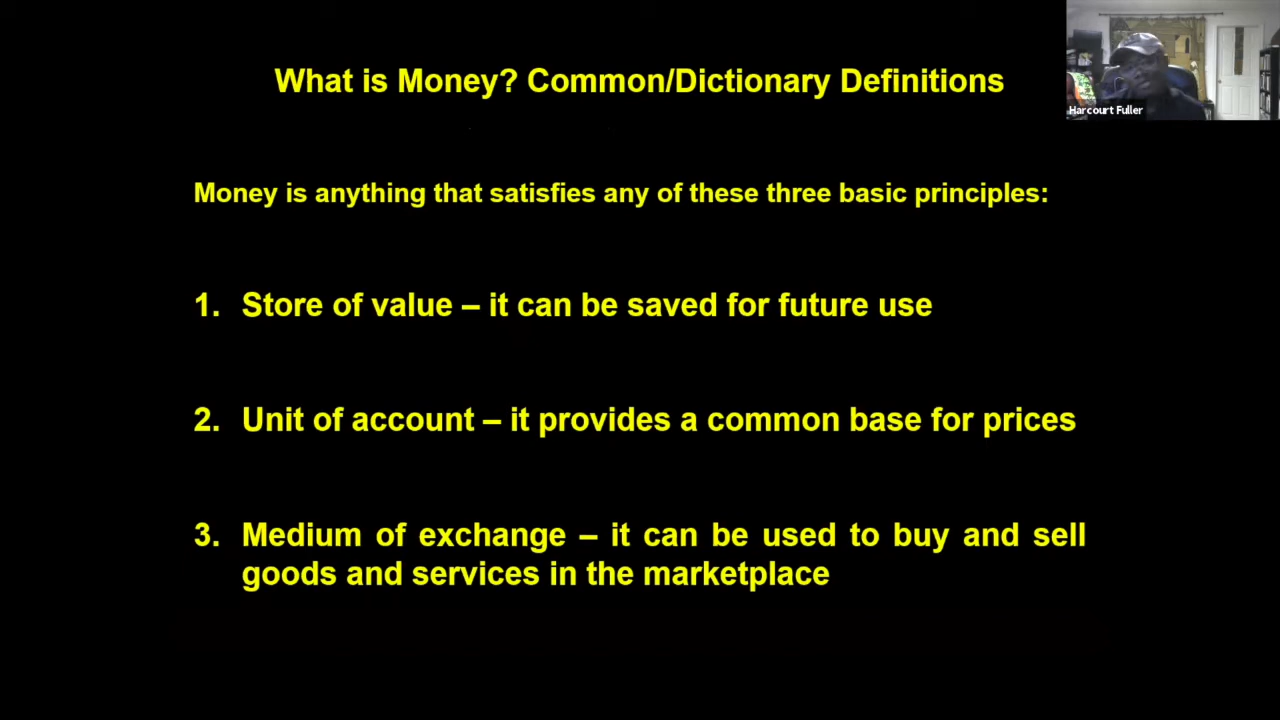 What is Money? Common/Dictionary Definitions
Harcourt Fuller
Money is anything that satisfies any of these three basic principles:
1. Store of value – it can be saved for future use
2. Unit of account – it provides a common base for prices
3. Medium of exchange – it can be used to buy and sell
goods and services in the marketplace